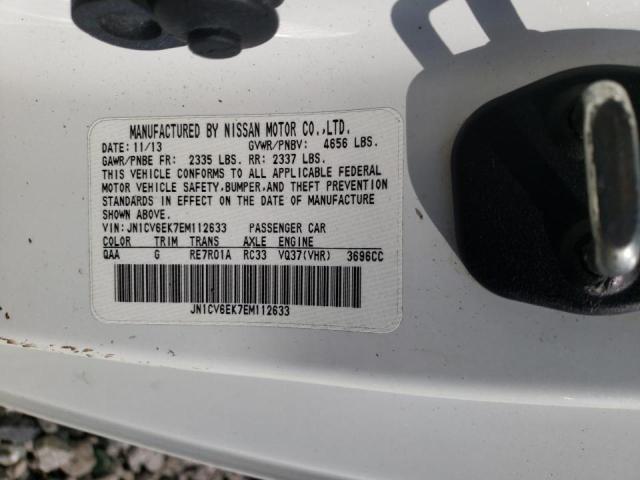 MANUFACTURED BY NISSAN MOTOR CO.,LTD.
DATE: 11/13 GVWR/PNBV: 4656 LBS.
GAWR/PNBE FR: 2335 LBS. RR: 2337 LBS.
THIS VEHICLE CONFORMS TO ALL APPLICABLE FEDERAL
MOTOR VEHICLE SAFETY,BUMPER,AND THEFT PREVENTION
STANDARDS IN EFFECT ON THE DATE OF MANUFACTURE
SHOWN ABOVE.
VIN: JN1CV6EK7EM112633 PASSENGER CAR
COLOR TRIM TRANS AXLE ENGINE
QAA G RE7R01A RC33 VQ37(VHR) 3696CC
JN1CV6EK7EM112633